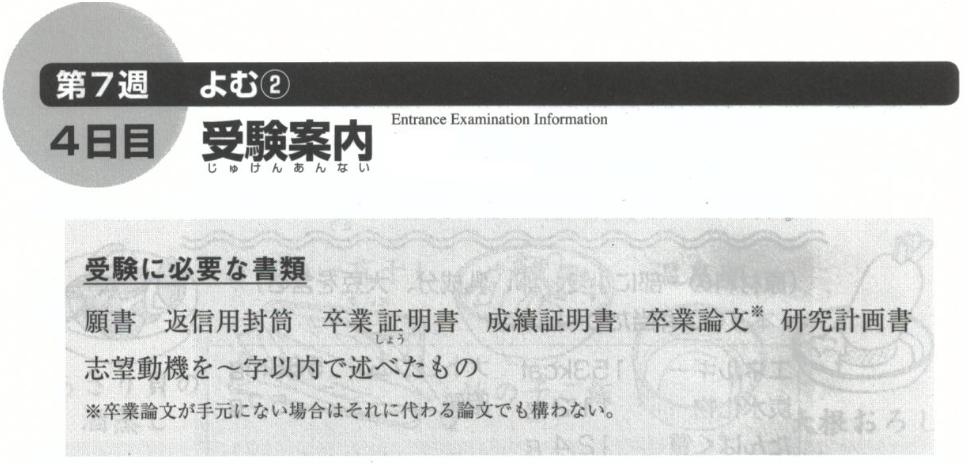 第7週 よむ②
4日目 受験案内 Entrance Examination Information
じゅけんあんない
受験に必要な書類
願書 返信用封筒 卒業証明書 成績証明書 卒業論文※ 研究計画書
しょう
志望動機を～字以内で述べたもの
※卒業論文が手元にない場合はそれに代わる論文でも構わない。